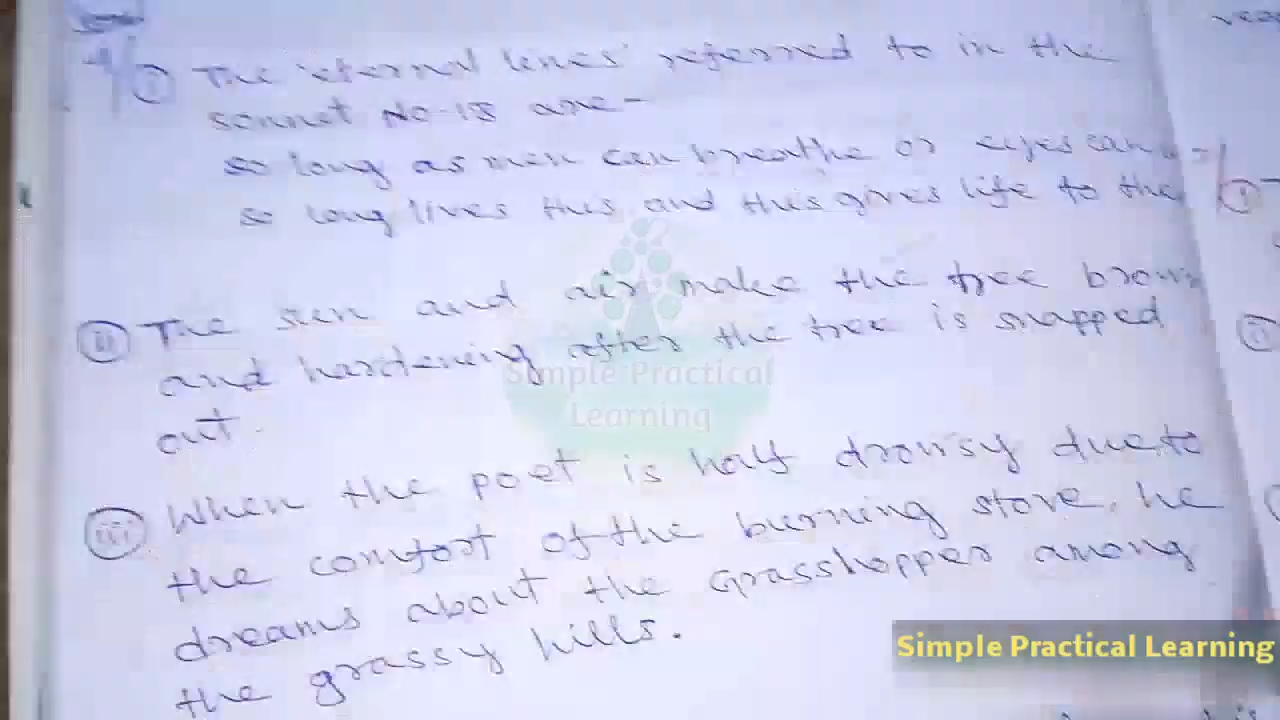 (i) The 'eternal lines' referred to in the
sonnet No-18 are-
so long as men can breathe or eyes can
so long lives this and this gives life to the
(ii) The sun and air make the tree brown
and hardening after the tree is snapped
out.
(iii) When the poet is half drowsy due to
the comfort of the burning stove, he
dreams about the Grasshopper among
the grassy hills.
Simple Practical
Learning
Simple Practical Learning